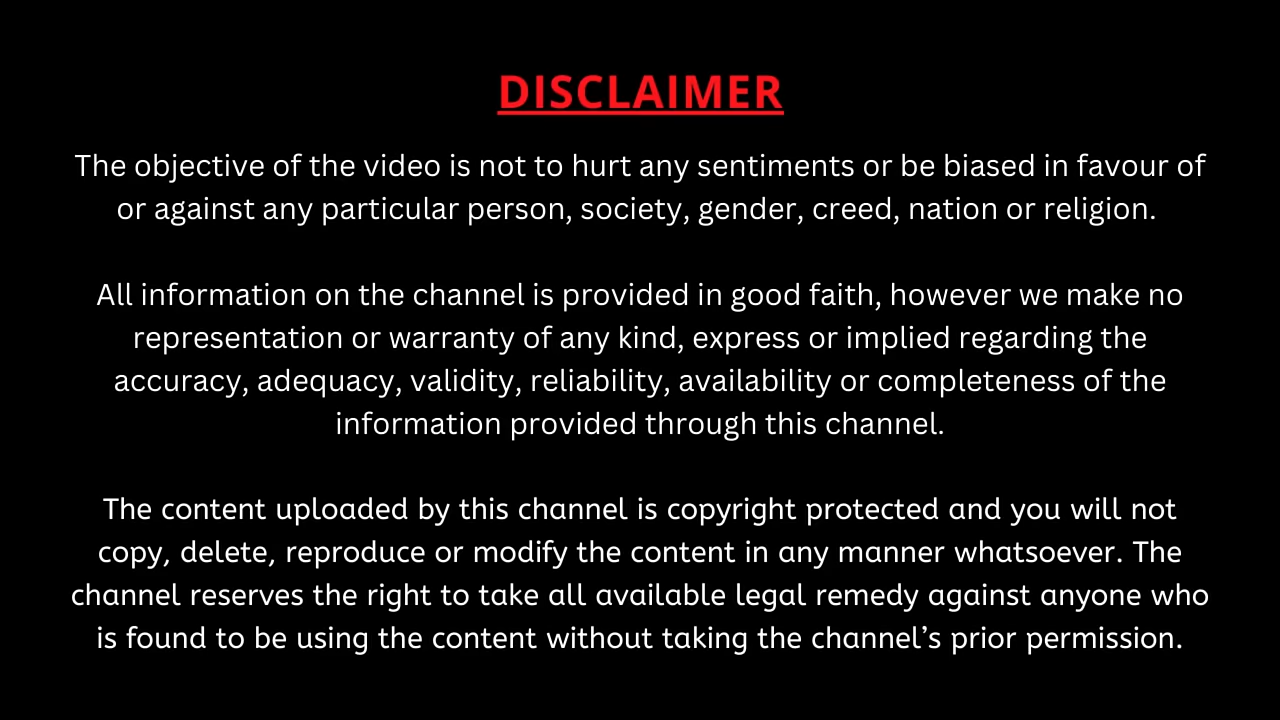 DISCLAIMER
The objective of the video is not to hurt any sentiments or be biased in favour of
or against any particular person, society, gender, creed, nation or religion.
All information on the channel is provided in good faith, however we make no
representation or warranty of any kind, express or implied regarding the
accuracy, adequacy, validity, reliability, availability or completeness of the
information provided through this channel.
The content uploaded by this channel is copyright protected and you will not
copy, delete, reproduce or modify the content in any manner whatsoever. The
channel reserves the right to take all available legal remedy against anyone who
is found to be using the content without taking the channel’s prior permission.